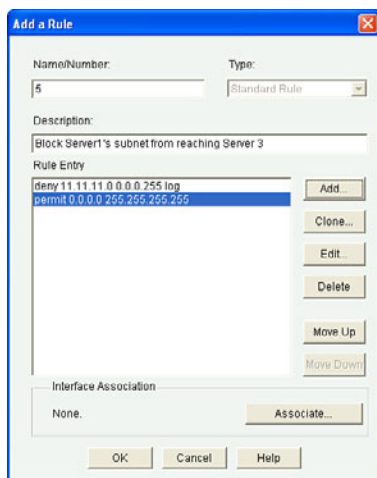 Add a Rule
Name/Number:
Type:
5
Standard Rule
Description:
Block Server1's subnet from reaching Server 3
Rule Entry
deny 11.11.11.0 0.0.0.255 log
permit 0.0.0.0 255.255.255.255
Add...
Clone...
Edit...
Delete
Move Up
Move Down
Interface Association
None.
Associate...
OK
Cancel
Help